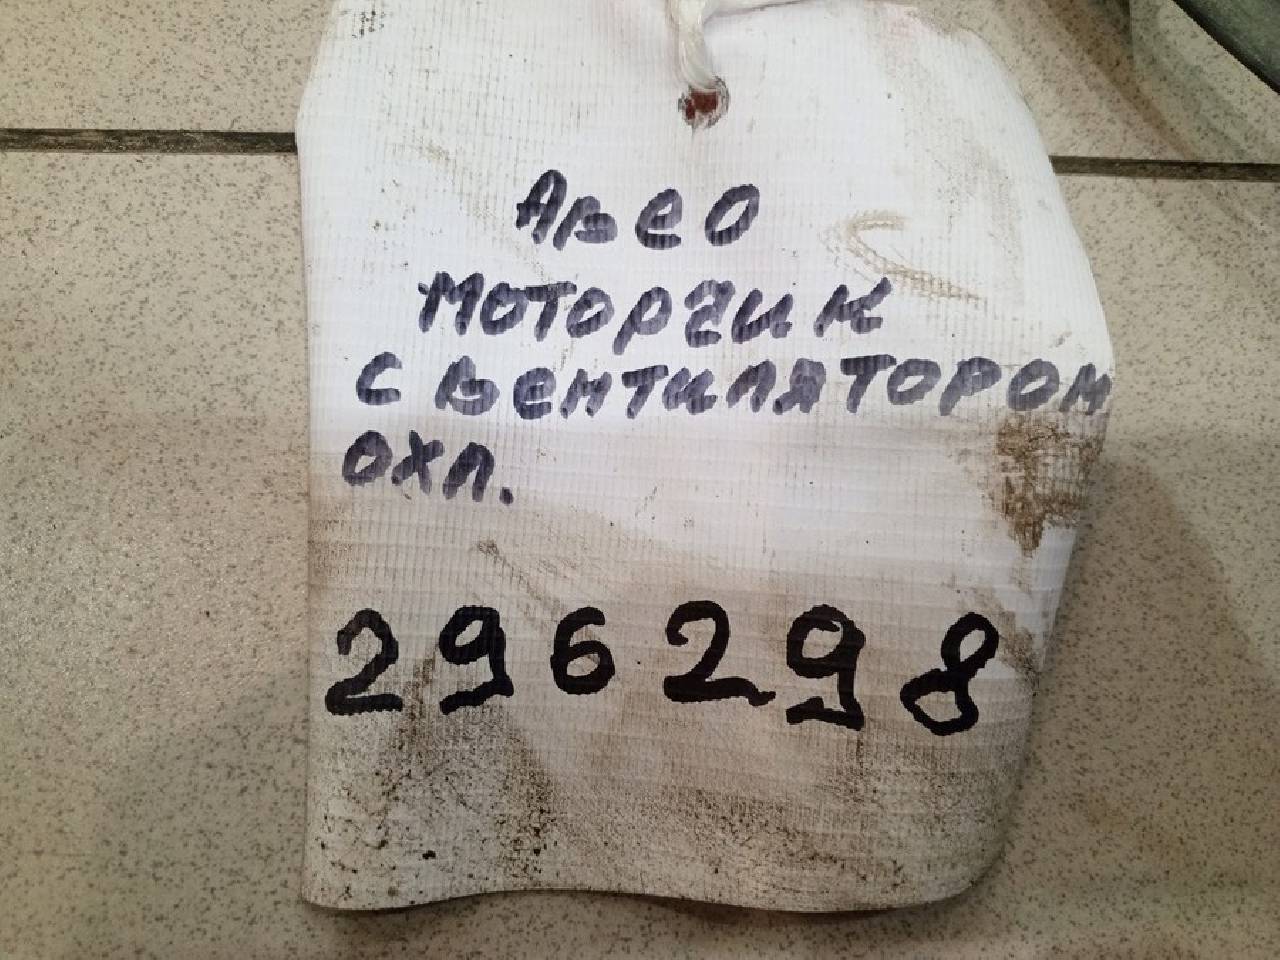 Авео
моторчик
с вентилятором
охл.
296298